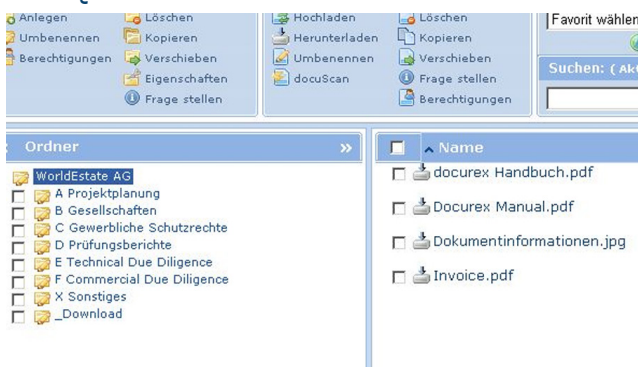 Anlegen
Löschen
Umbenennen
Kopieren
Berechtigungen
Verschieben
Eigenschaften
Frage stellen
Hochladen
Löschen
Herunterladen
Kopieren
Umbenennen
Verschieben
docuScan
Frage stellen
Berechtigungen
Favorit wählen
Suchen: ( Ak
Ordner »
WorldEstate AG
A Projektplanung
B Gesellschaften
C Gewerbliche Schutzrechte
D Prüfungsberichte
E Technical Due Diligence
F Commercial Due Diligence
X Sonstiges
_Download
Name
docurex Handbuch.pdf
Docurex Manual.pdf
Dokumentinformationen.jpg
Invoice.pdf